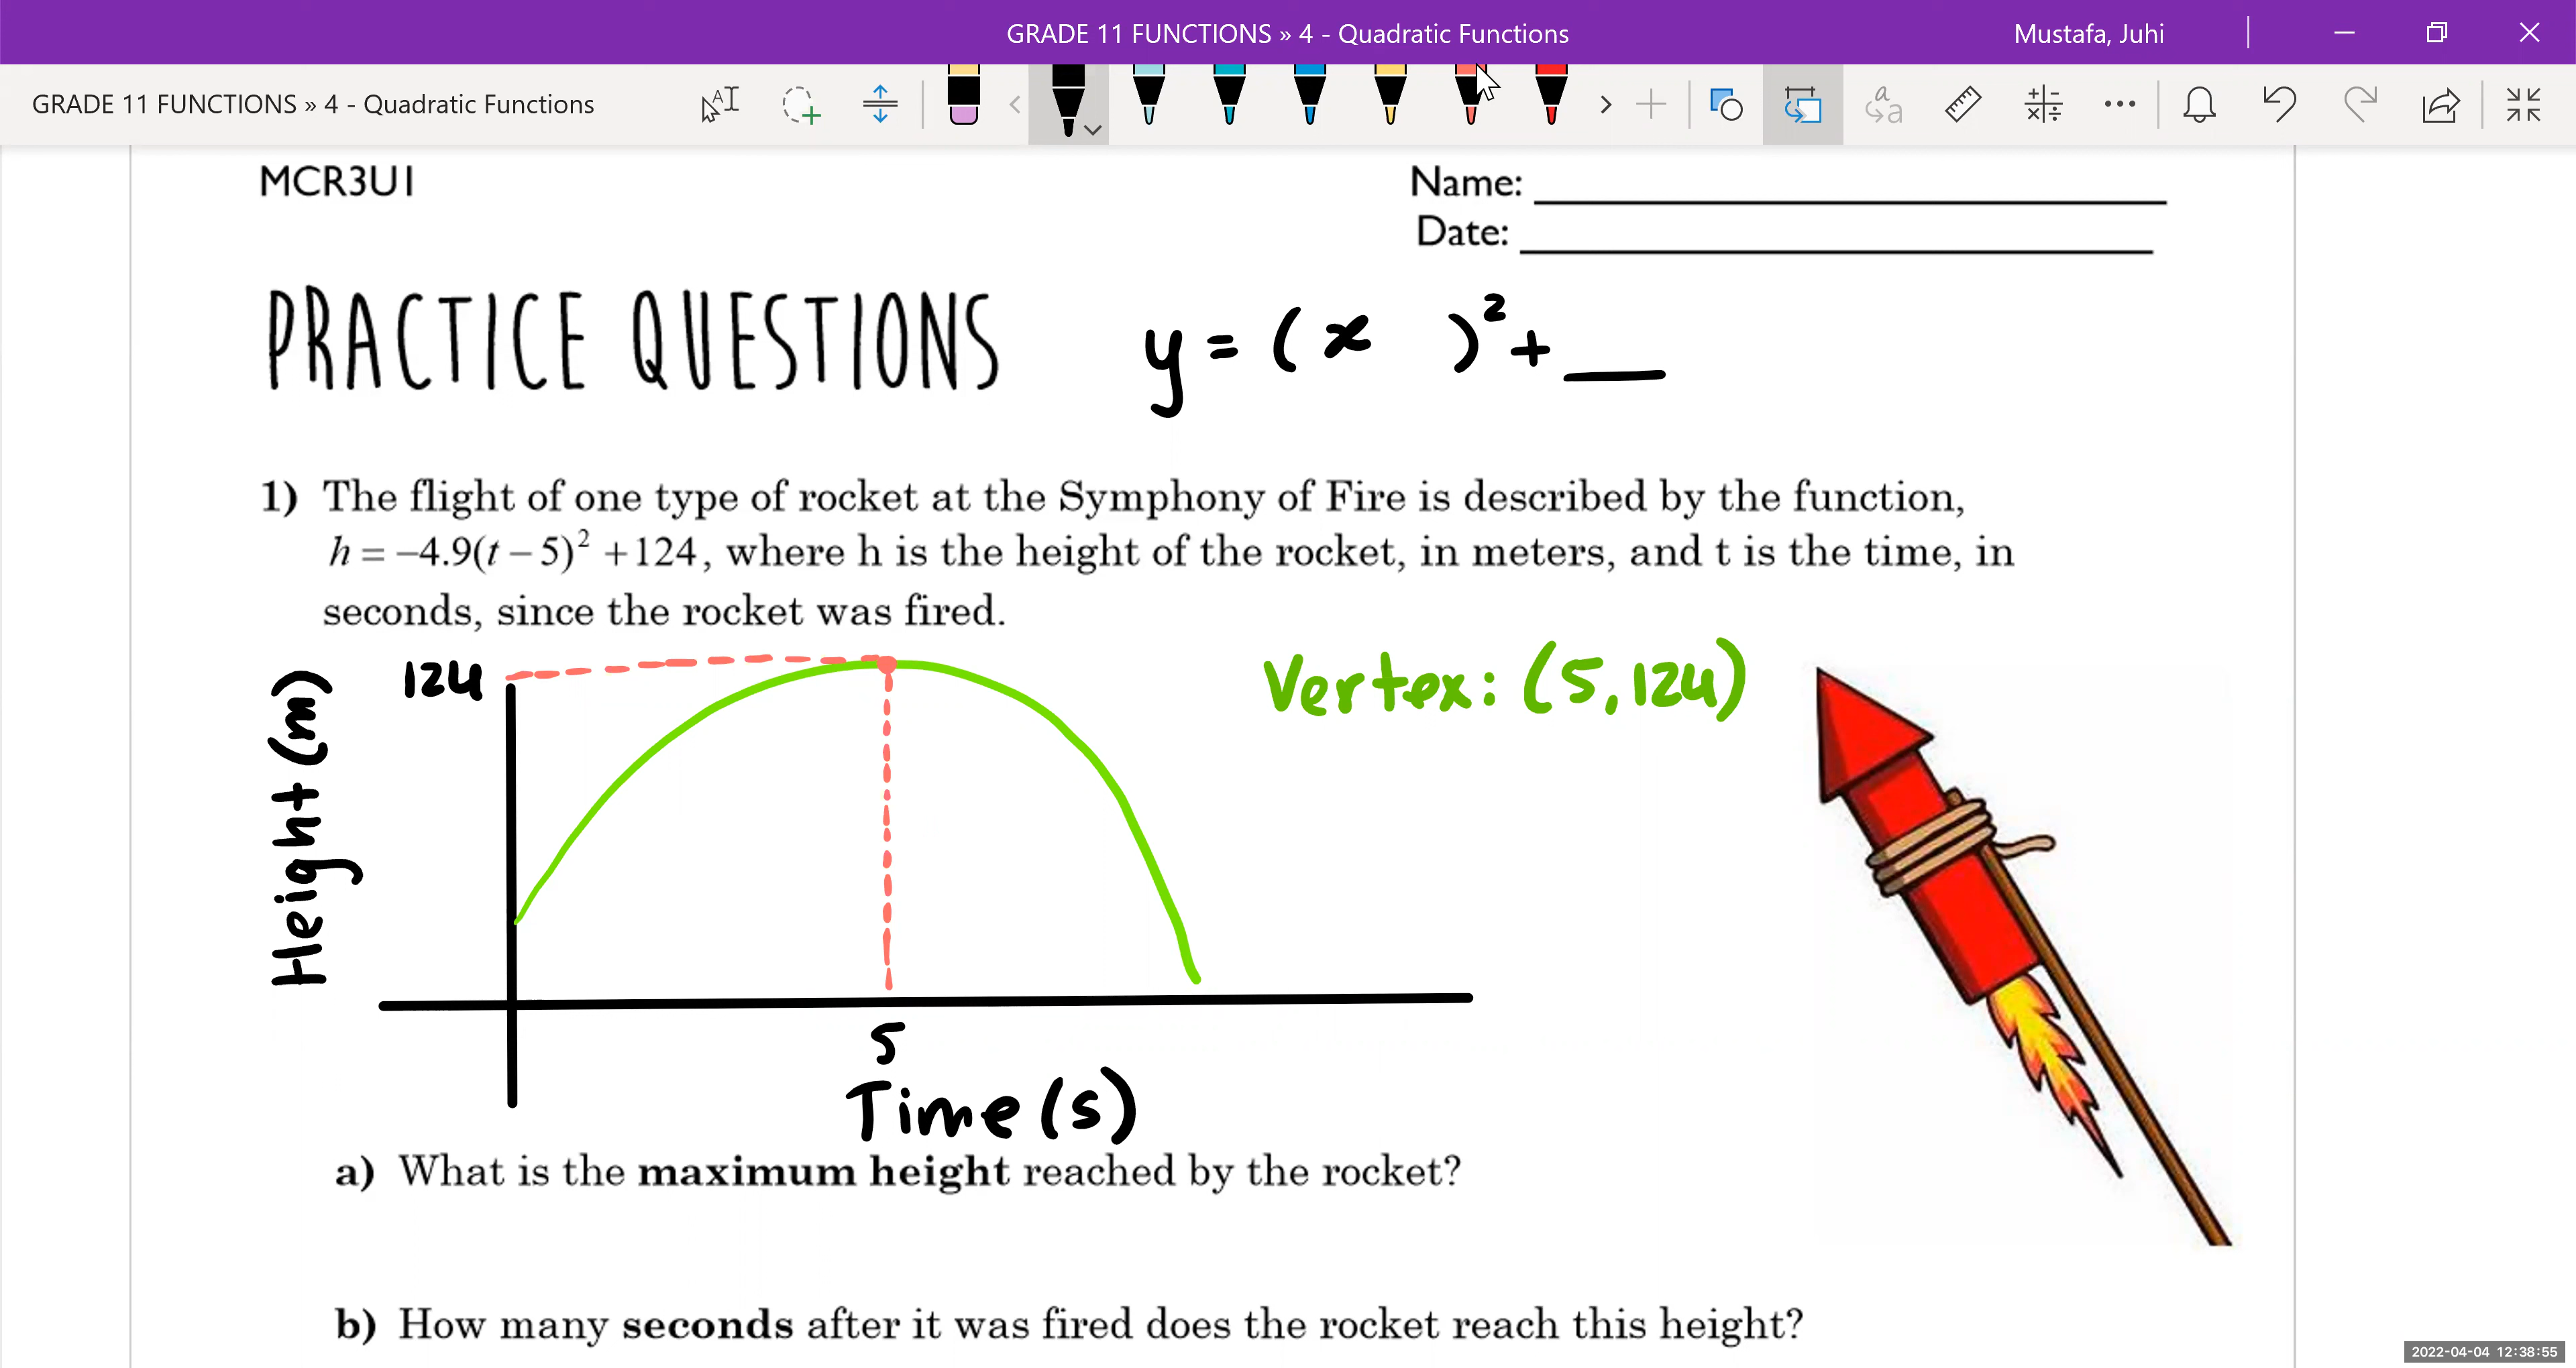 GRADE 11 FUNCTIONS » 4 - Quadratic Functions
Mustafa, Juhi
GRADE 11 FUNCTIONS » 4 - Quadratic Functions
MCR3U1
Name:
Date:
PRACTICE QUESTIONS
y = (x )² + __
1) The flight of one type of rocket at the Symphony of Fire is described by the function,
h = −4.9(t − 5)² + 124, where h is the height of the rocket, in meters, and t is the time, in
seconds, since the rocket was fired.
124
Vertex: (5,124)
Height (m)
5
Time (s)
a) What is the maximum height reached by the rocket?
b) How many seconds after it was fired does the rocket reach this height?
2022-04-04 12:38:55